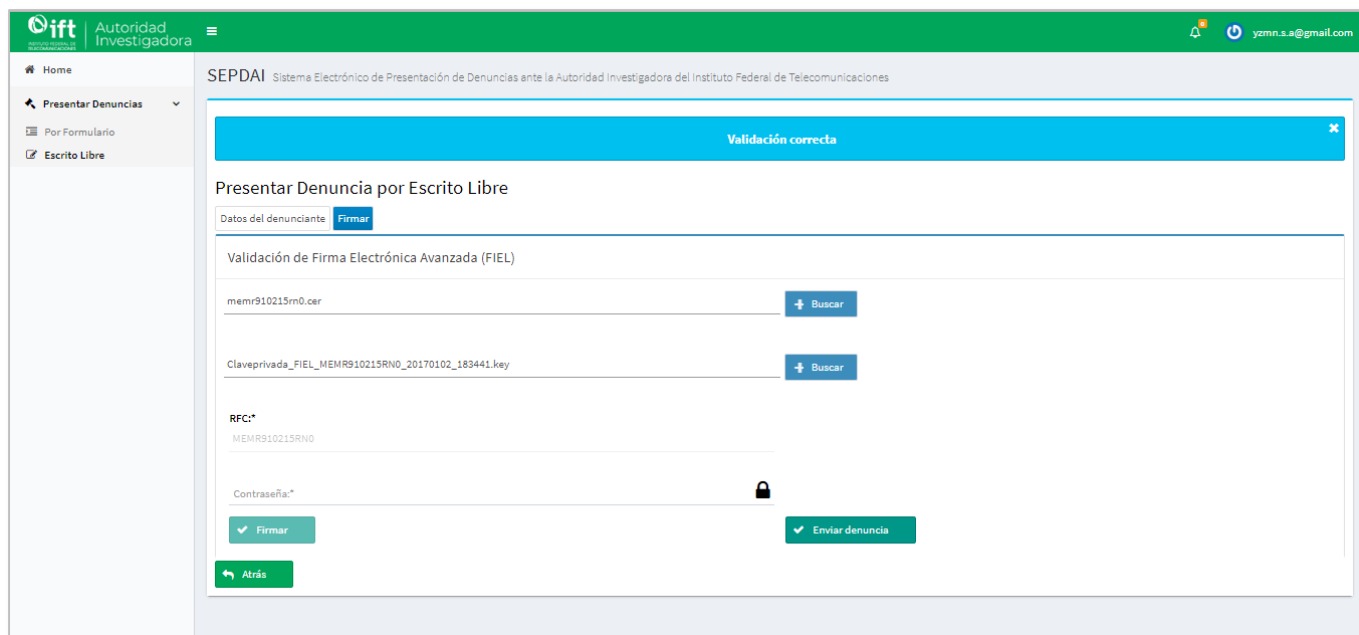 ift Autoridad Investigadora
INSTITUTO FEDERAL DE TELECOMUNICACIONES
yzmn.s.a@gmail.com
Home
SEPDAI Sistema Electrónico de Presentación de Denuncias ante la Autoridad Investigadora del Instituto Federal de Telecomunicaciones
Presentar Denuncias
Por Formulario
Escrito Libre
Validación correcta
Presentar Denuncia por Escrito Libre
Datos del denunciante Firmar
Validación de Firma Electrónica Avanzada (FIEL)
memr910215rn0.cer Buscar
Claveprivada_FIEL_MEMR910215RN0_20170102_183441.key Buscar
RFC:*
MEMR910215RN0
Contraseña:*
Firmar Enviar denuncia
Atrás